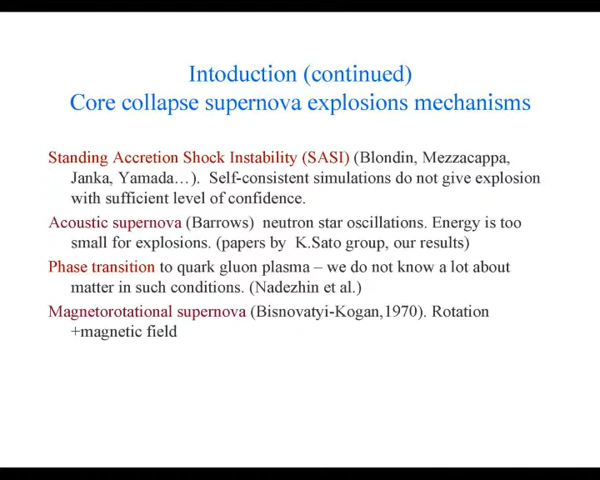 Intoduction (continued)
Core collapse supernova explosions mechanisms
Standing Accretion Shock Instability (SASI) (Blondin, Mezzacappa,
Janka, Yamada…). Self-consistent simulations do not give explosion
with sufficient level of confidence.
Acoustic supernova (Barrows) neutron star oscillations. Energy is too
small for explosions. (papers by K.Sato group, our results)
Phase transition to quark gluon plasma – we do not know a lot about
matter in such conditions. (Nadezhin et al.)
Magnetorotational supernova (Bisnovatyi-Kogan,1970). Rotation
+magnetic field